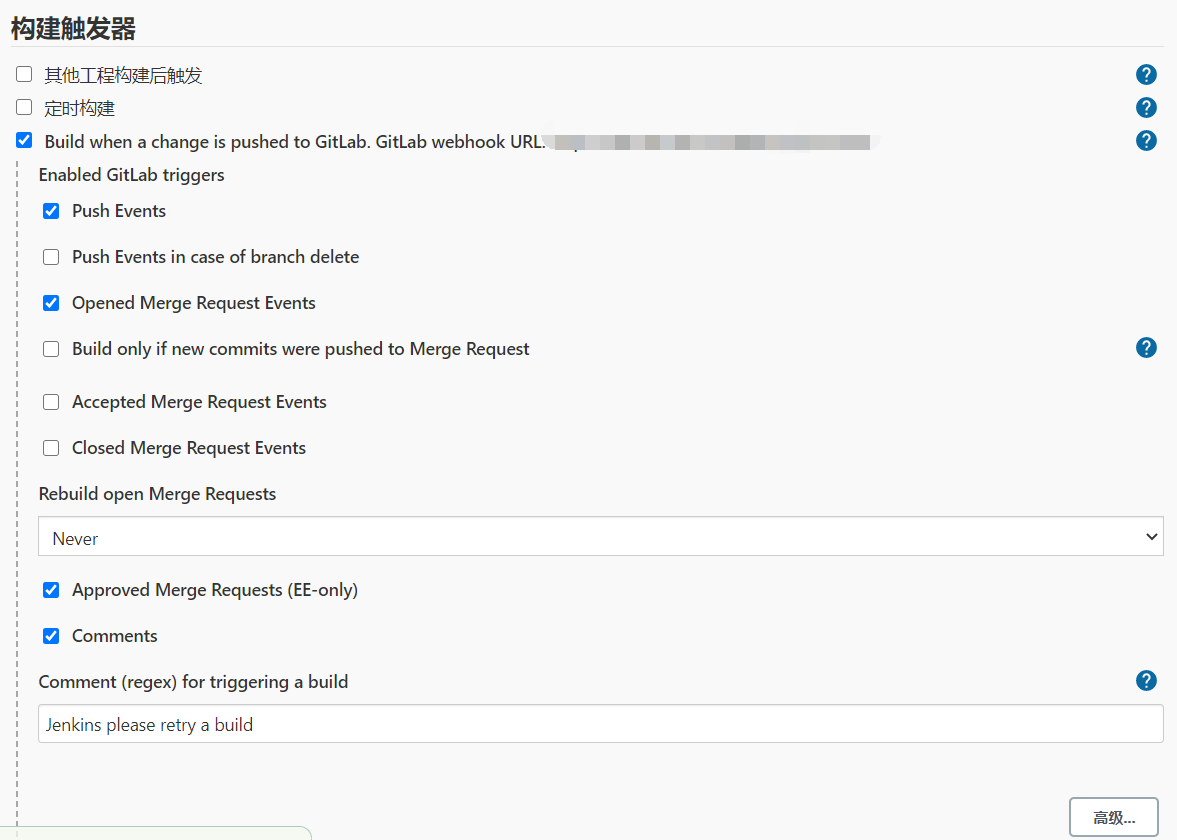 构建触发器
其他工程构建后触发
定时构建
Build when a change is pushed to GitLab. GitLab webhook URL:
Enabled GitLab triggers
Push Events
Push Events in case of branch delete
Opened Merge Request Events
Build only if new commits were pushed to Merge Request
Accepted Merge Request Events
Closed Merge Request Events
Rebuild open Merge Requests
Never
Approved Merge Requests (EE-only)
Comments
Comment (regex) for triggering a build
Jenkins please retry a build
高级...